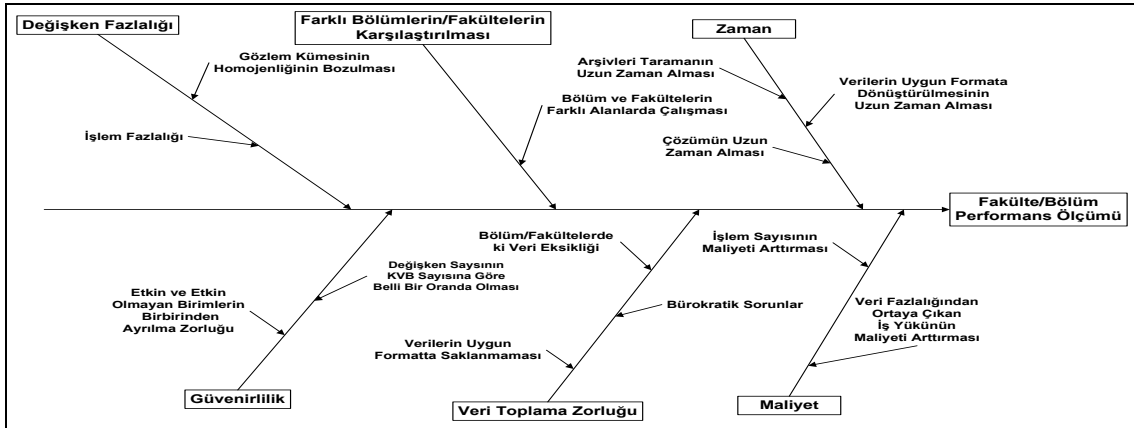 Değişken Fazlalığı
Farklı Bölümlerin/Fakültelerin
Karşılaştırılması
Zaman
Gözlem Kümesinin
Homojenliğinin Bozulması
İşlem Fazlalığı
Bölüm ve Fakültelerin
Farklı Alanlarda Çalışması
Arşivleri Taramanın
Uzun Zaman Alması
Verilerin Uygun Formata
Dönüştürülmesinin
Uzun Zaman Alması
Çözümün Uzun
Zaman Alması
Fakülte/Bölüm
Performans Ölçümü
Etkin ve Etkin
Olmayan Birimlerin
Birbirinden
Ayrılma Zorluğu
Değişken Saysının
KVB Sayısına Göre
Belli Bir Oranda Olması
Bölüm/Fakültelerde
ki Veri Eksikliği
Bürokratik Sorunlar
Verilerin Uygun
Formatta Saklanmaması
İşlem Sayısının
Maliyeti Arttırması
Veri Fazlalığından
Ortaya Çıkan
İş Yükünün
Maliyeti Arttırması
Güvenirlilik
Veri Toplama Zorluğu
Maliyet